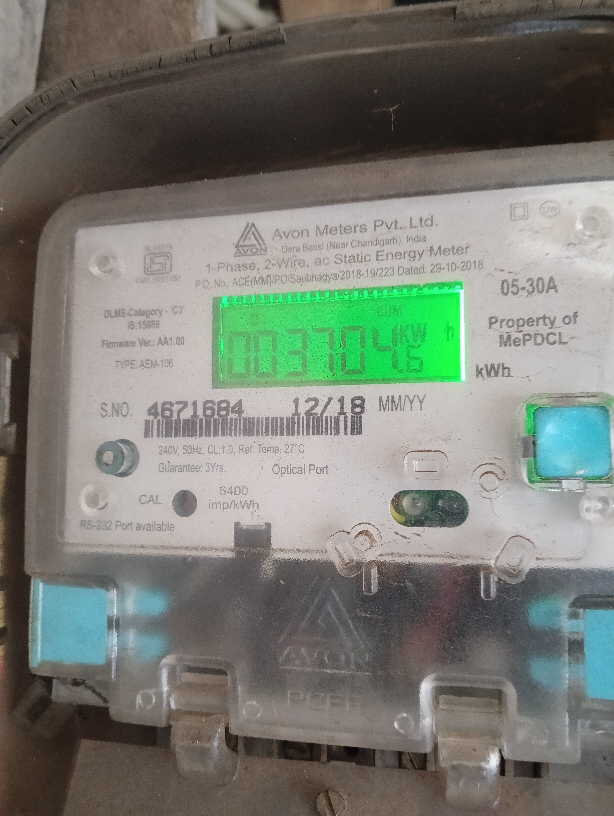 AVON
Avon Meters Pvt. Ltd.
Dera Bassi (Near Chandigarh), India
1-Phase, 2-Wire, ac Static Energy Meter
P.O. No. ACE(MM)/PO/Saubhagya/2018-19/223 Dated: 29-10-2018
05-30A
DLMS-Category - 'C3'
IS:15959
Firmware Ver.: AA1.00
TYPE: AEM-106
CUM
003704.6 KW h
kWh
Property of
MePDCL
S.NO. 4671684 12/18 MM/YY
240V, 50Hz, CL.1.0, Ref. Temp. 27°C
Guarantee: 3Yrs.
Optical Port
CAL
6400
imp/kWh
RS-232 Port available
AVON